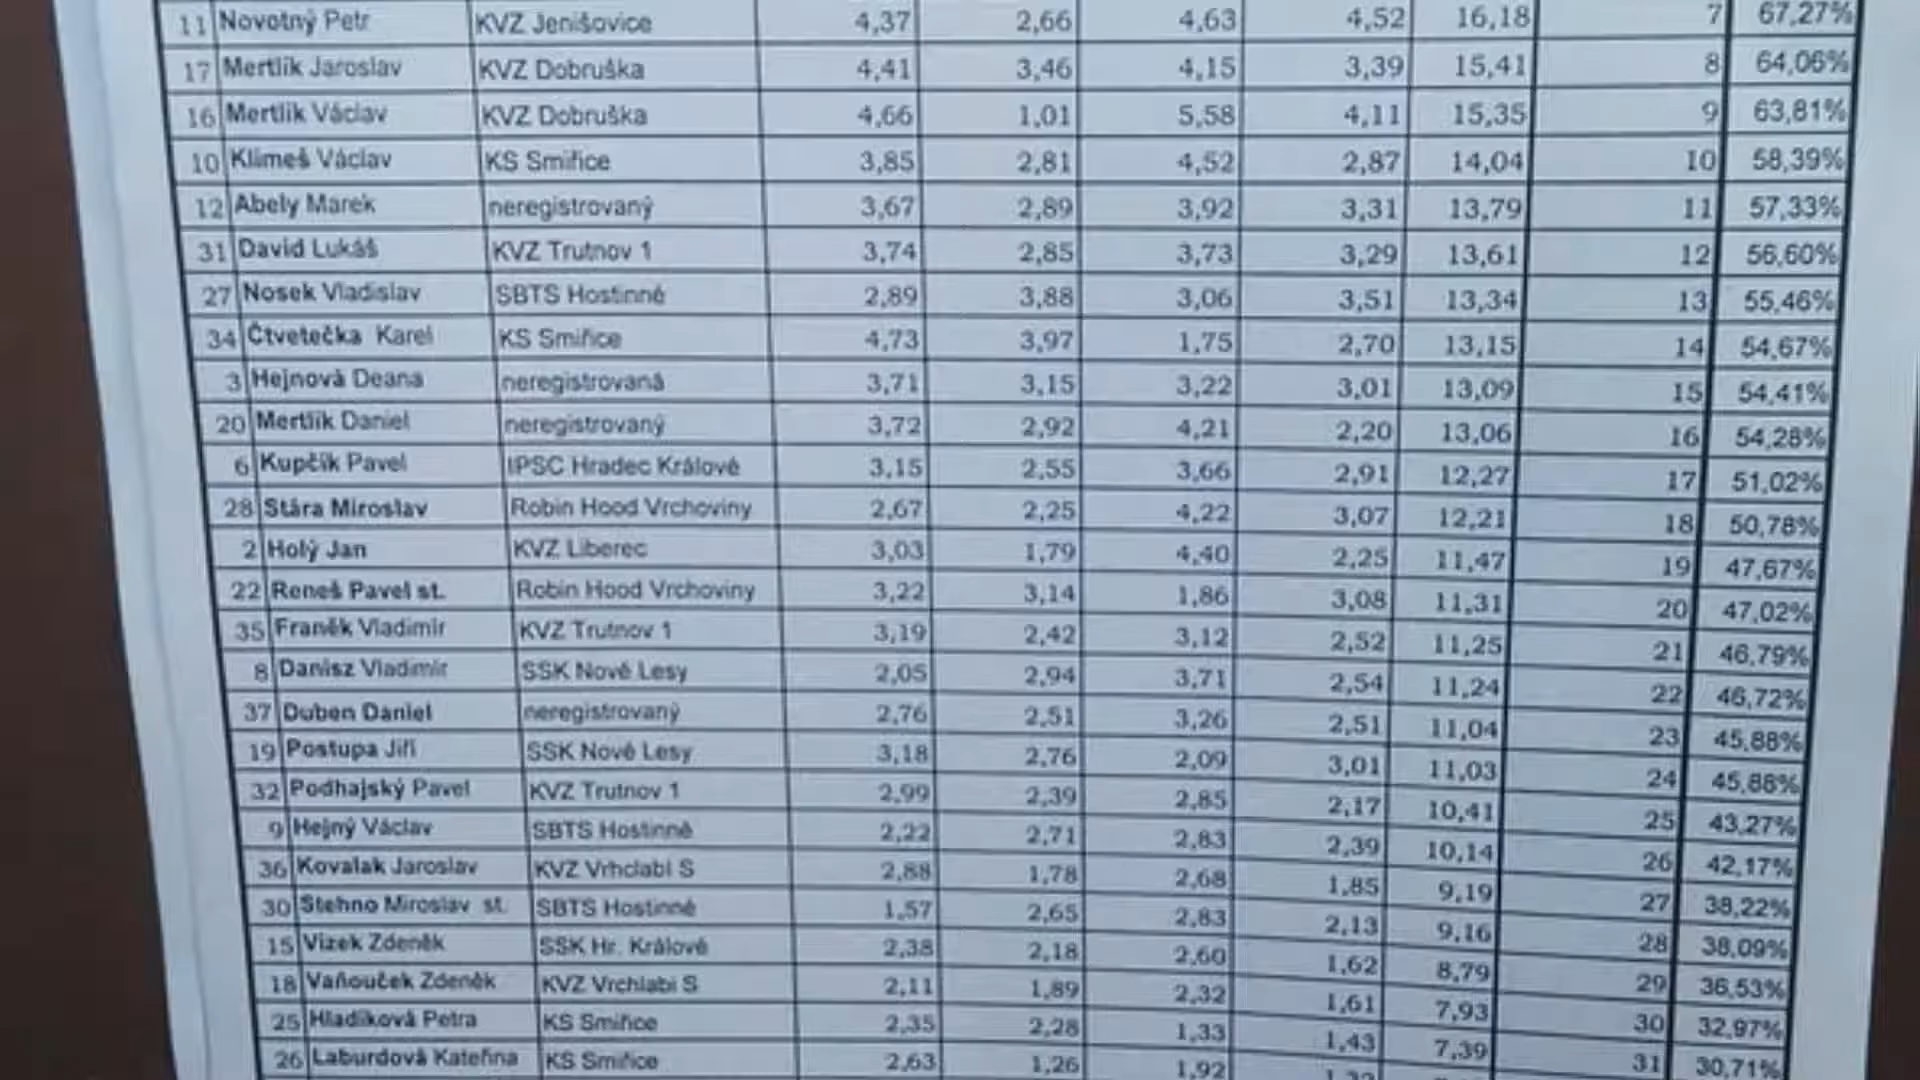 11 Novotný Petr KVZ Jenišovice 4,37 2,66 4,63 4,52 16,18 7 67,27%
17 Mertlík Jaroslav KVZ Dobruška 4,41 3,46 4,15 3,39 15,41 8 64,06%
16 Mertlík Václav KVZ Dobruška 4,66 1,01 5,58 4,11 15,35 9 63,81%
10 Klimeš Václav KS Smiřice 3,85 2,81 4,52 2,87 14,04 10 58,39%
12 Abely Marek neregistrovaný 3,67 2,89 3,92 3,31 13,79 11 57,33%
31 David Lukáš KVZ Trutnov 1 3,74 2,85 3,73 3,29 13,61 12 56,60%
27 Nosek Vladislav SBTS Hostinné 2,89 3,88 3,06 3,51 13,34 13 55,46%
34 Čtvetečka Karel KS Smiřice 4,73 3,97 1,75 2,70 13,15 14 54,67%
3 Hejnová Deana neregistrovaná 3,71 3,15 3,22 3,01 13,09 15 54,41%
20 Mertlík Daniel neregistrovaný 3,72 2,92 4,21 2,20 13,06 16 54,28%
6 Kupčík Pavel IPSC Hradec Králové 3,15 2,55 3,66 2,91 12,27 17 51,02%
28 Stára Miroslav Robin Hood Vrchoviny 2,67 2,25 4,22 3,07 12,21 18 50,78%
2 Holý Jan KVZ Liberec 3,03 1,79 4,40 2,25 11,47 19 47,67%
22 Reneš Pavel st. Robin Hood Vrchoviny 3,22 3,14 1,86 3,08 11,31 20 47,02%
35 Franěk Vladimír KVZ Trutnov 1 3,19 2,42 3,12 2,52 11,25 21 46,79%
8 Danisz Vladimír SSK Nové Lesy 2,05 2,94 3,71 2,54 11,24 22 46,72%
37 Duben Daniel neregistrovaný 2,76 2,51 3,26 2,51 11,04 23 45,88%
19 Postupa Jiří SSK Nové Lesy 3,18 2,76 2,09 3,01 11,03 24 45,88%
32 Podhajský Pavel KVZ Trutnov 1 2,99 2,39 2,85 2,17 10,41 25 43,27%
9 Hejný Václav SBTS Hostinné 2,22 2,71 2,83 2,39 10,14 26 42,17%
36 Kovalak Jaroslav KVZ Vrhclabí S 2,88 1,78 2,68 1,85 9,19 27 38,22%
30 Stehno Miroslav st. SBTS Hostinné 1,57 2,65 2,83 2,13 9,16 28 38,09%
15 Vízek Zdeněk SSK Hr. Králové 2,38 2,18 2,60 1,62 8,79 29 36,53%
18 Vaňouček Zdeněk KVZ Vrchlabí S 2,11 1,89 2,32 1,61 7,93 30 32,97%
25 Hladíková Petra KS Smiřice 2,35 2,28 1,33 1,43 7,39 31 30,71%
26 Laburdová Kateřina KS Smiřice 2,63 1,26 1,92